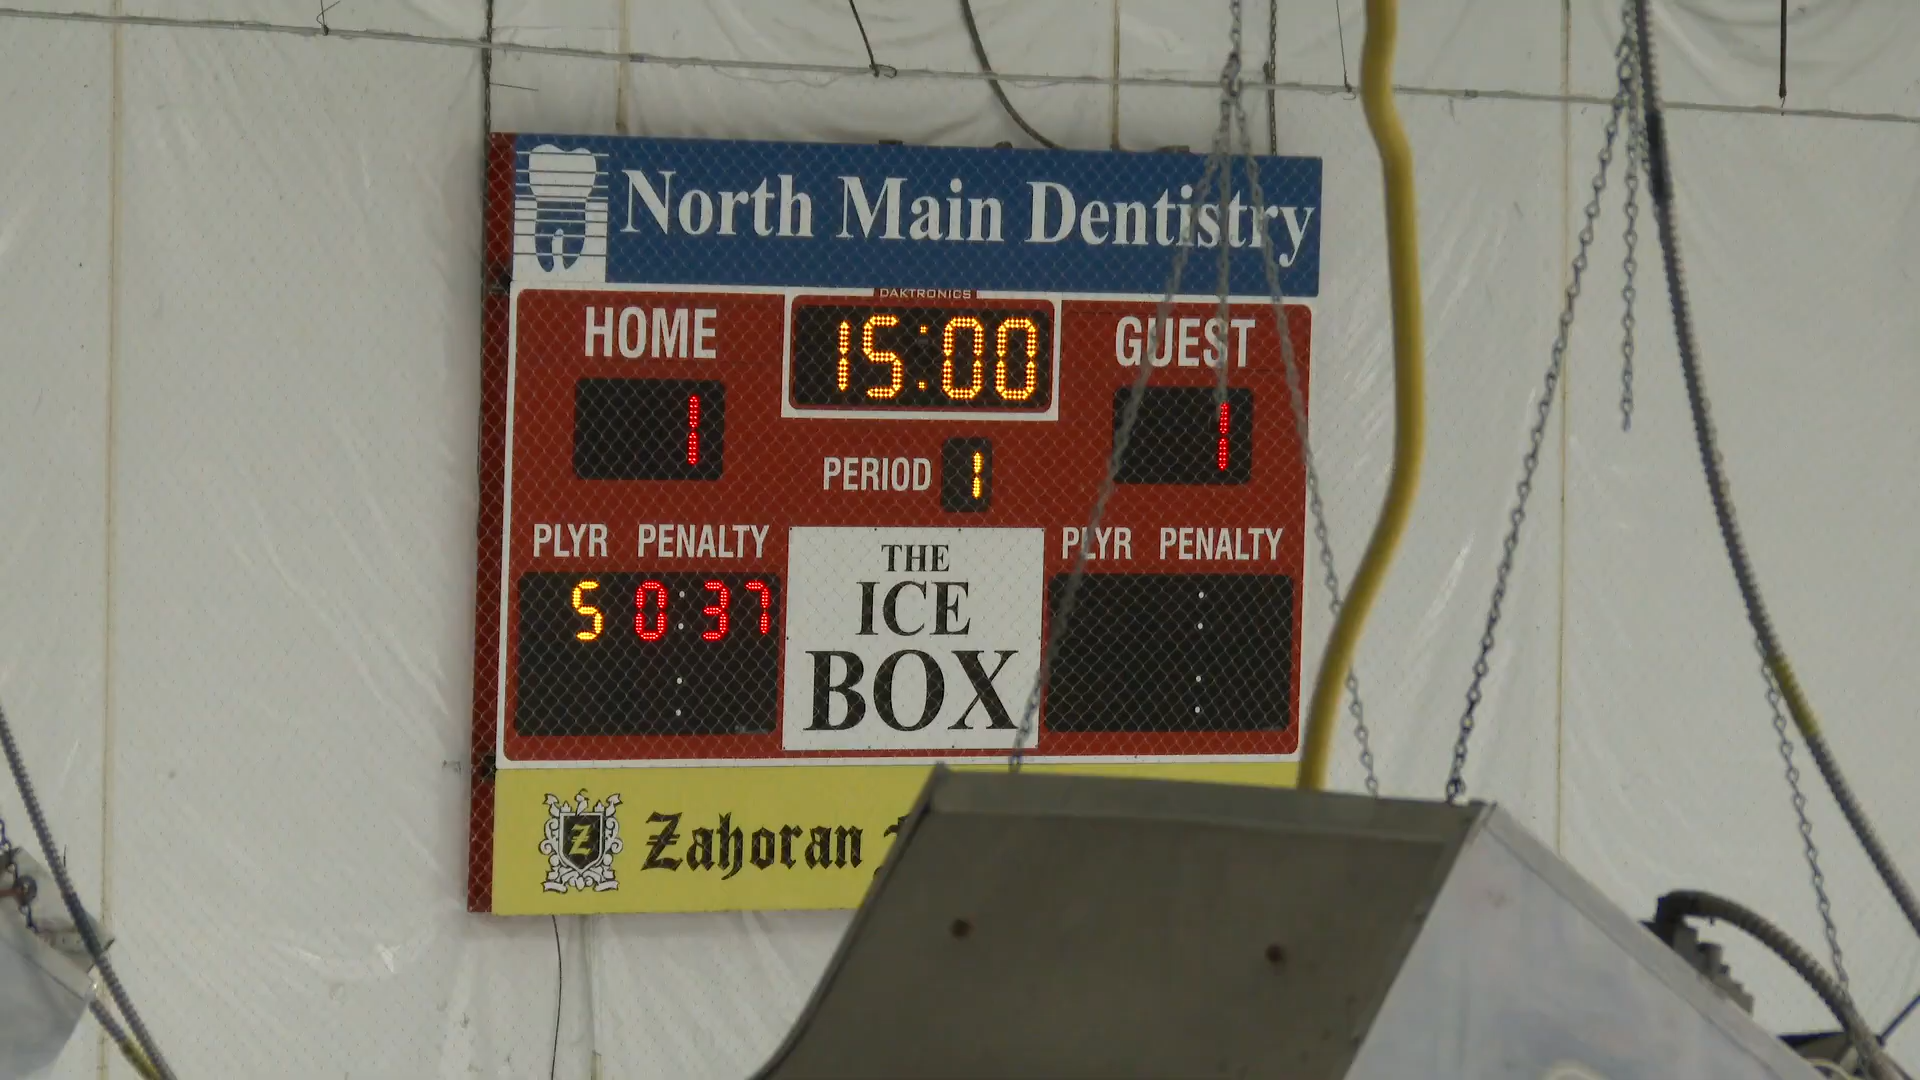 North Main Dentistry
DAKTRONICS
HOME 15:00 GUEST
1 1
PERIOD 1
PLYR PENALTY PLYR PENALTY
5 0:37 :
: :
THE
ICE
BOX
Z Zahoran